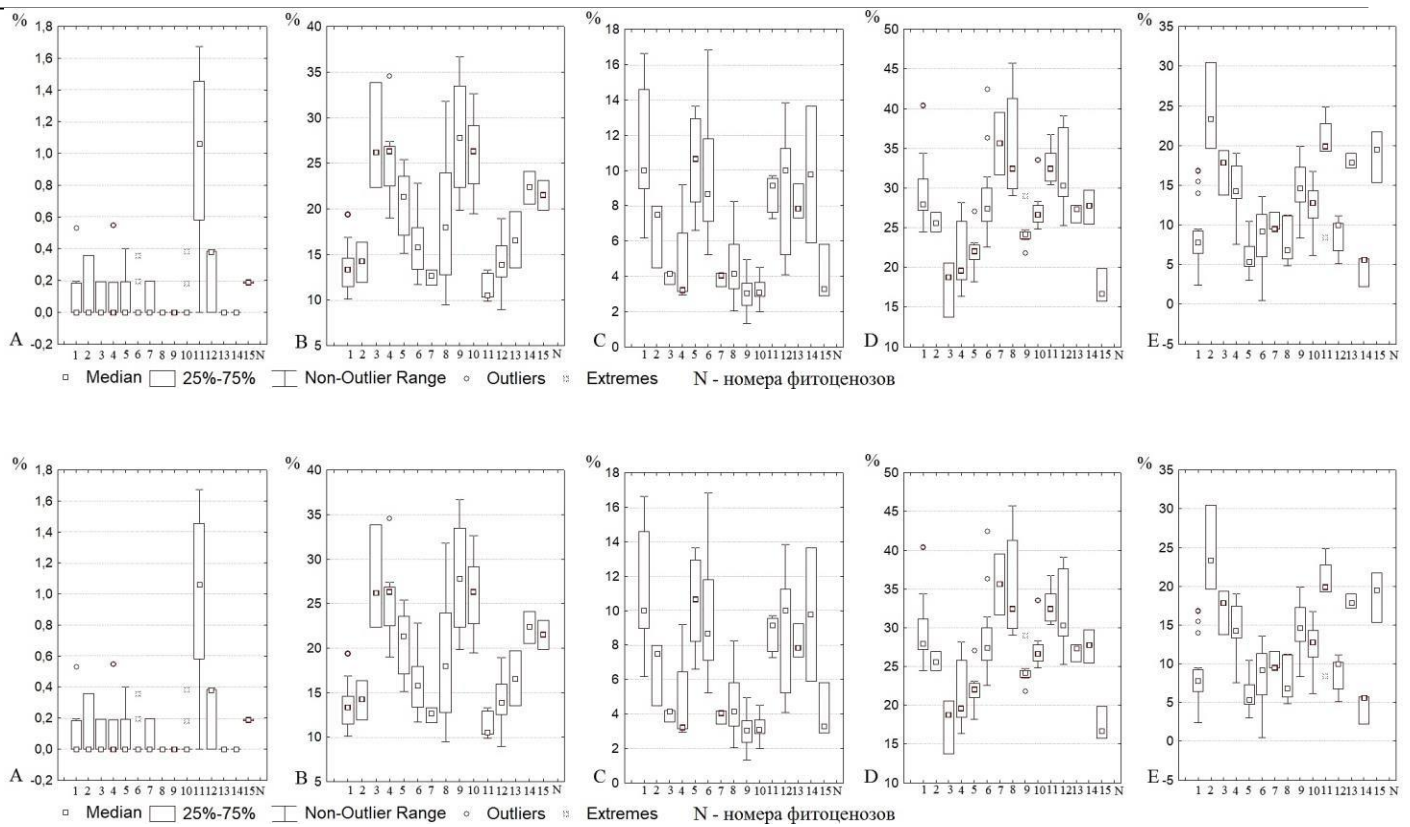 % % % % %
1,8 40 18 50 35
1,6 35 16 45 30
1,4 14 25
1,2 30 12 40 20
1,0 25 10 35 15
0,8 8 30
0,6 20 6 25 10
0,4 15 4 20 5
0,2 10 2 15 0
0,0
-0,2 5 0 10 -5
A 1 2 3 4 5 6 7 8 9 10 11 12 13 14 15 N
B 1 2 3 4 5 6 7 8 9 10 11 12 13 14 15 N
C 1 2 3 4 5 6 7 8 9 10 11 12 13 14 15 N
D 1 2 3 4 5 6 7 8 9 10 11 12 13 14 15 N
E 1 2 3 4 5 6 7 8 9 10 11 12 13 14 15 N
Median 25%-75% Non-Outlier Range Outliers Extremes N - номера фитоценозов
% % % % %
1,8 40 18 50 35
1,6 35 16 45 30
1,4 14 25
1,2 30 12 40 20
1,0 25 10 35 15
0,8 8 30
0,6 20 6 25 10
0,4 15 4 20 5
0,2 10 2 15 0
0,0
-0,2 5 0 10 -5
A 1 2 3 4 5 6 7 8 9 10 11 12 13 14 15 N
B 1 2 3 4 5 6 7 8 9 10 11 12 13 14 15 N
C 1 2 3 4 5 6 7 8 9 10 11 12 13 14 15 N
D 1 2 3 4 5 6 7 8 9 10 11 12 13 14 15 N
E 1 2 3 4 5 6 7 8 9 10 11 12 13 14 15 N
Median 25%-75% Non-Outlier Range Outliers Extremes N - номера фитоценозов